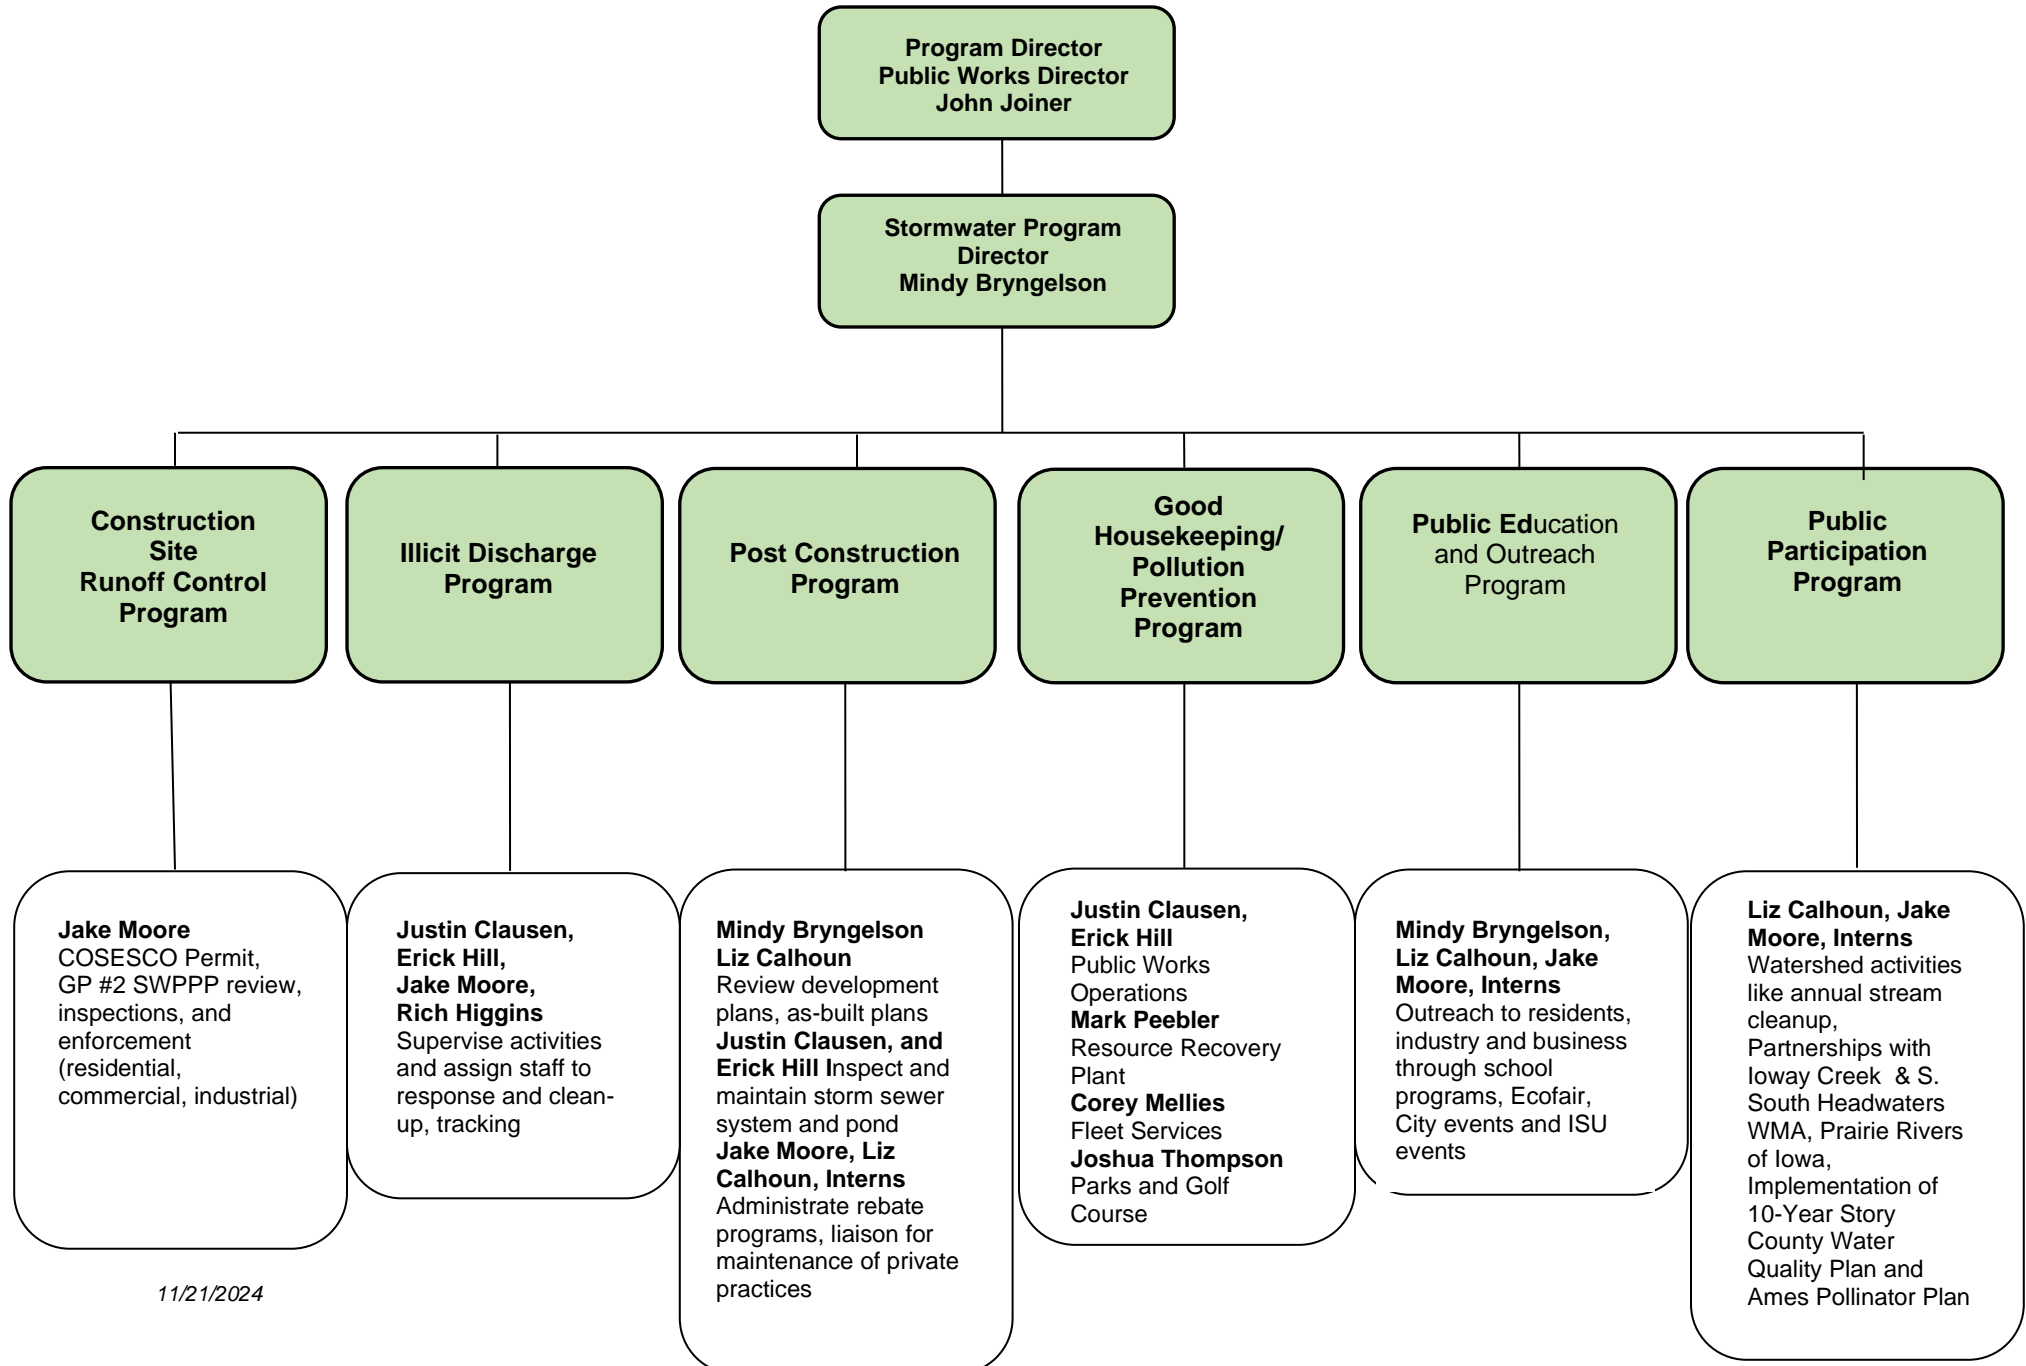 Program Director
Public Works Director
John Joiner
Stormwater Program
Director
Mindy Bryngelson
Construction
Site
Runoff Control
Program
Illicit Discharge
Program
Post Construction
Program
Good
Housekeeping/
Pollution
Prevention
Program
Public Education
and Outreach
Program
Public
Participation
Program
Jake Moore
COSESCO Permit,
GP #2 SWPPP review,
inspections, and
enforcement
(residential,
commercial, industrial)
Justin Clausen,
Erick Hill,
Jake Moore,
Rich Higgins
Supervise activities
and assign staff to
response and clean-
up, tracking
Mindy Bryngelson
Liz Calhoun
Review development
plans, as-built plans
Justin Clausen, and
Erick Hill Inspect and
maintain storm sewer
system and pond
Jake Moore, Liz
Calhoun, Interns
Administrate rebate
programs, liaison for
maintenance of private
practices
Justin Clausen,
Erick Hill
Public Works
Operations
Mark Peebler
Resource Recovery
Plant
Corey Mellies
Fleet Services
Joshua Thompson
Parks and Golf
Course
Mindy Bryngelson,
Liz Calhoun, Jake
Moore, Interns
Outreach to residents,
industry and business
through school
programs, Ecofair,
City events and ISU
events
Liz Calhoun, Jake
Moore, Interns
Watershed activities
like annual stream
cleanup,
Partnerships with
Ioway Creek & S.
South Headwaters
WMA, Prairie Rivers
of Iowa,
Implementation of
10-Year Story
County Water
Quality Plan and
Ames Pollinator Plan
11/21/2024